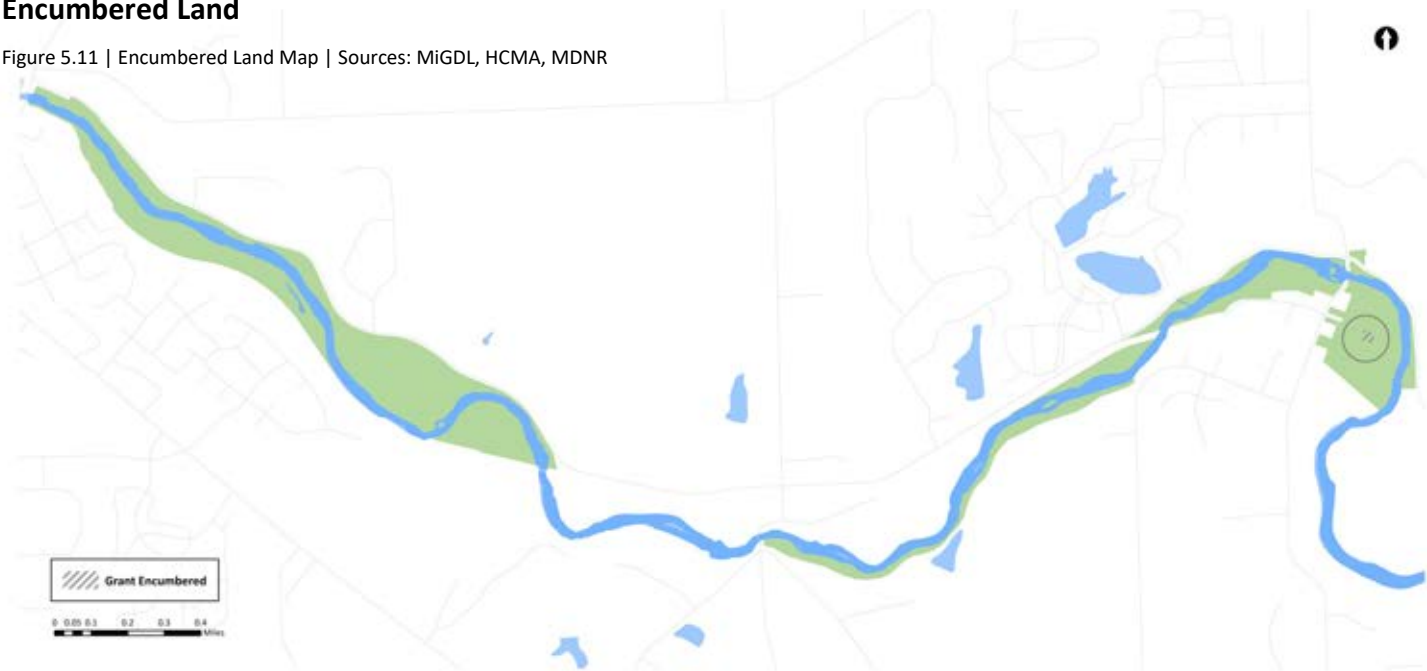 Encumbered Land
Figure 5.11 | Encumbered Land Map | Sources: MiGDL, HCMA, MDNR
Grant Encumbered
0 0.05 0.1 0.2 0.3 0.4
Miles